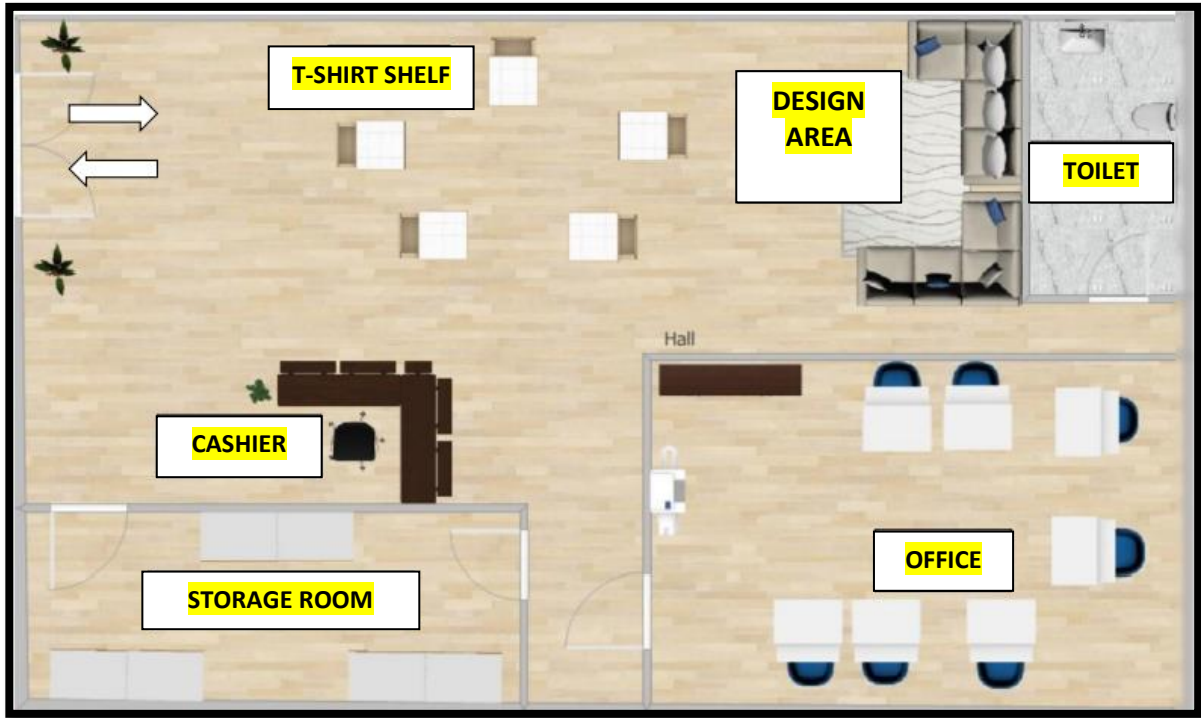 T-SHIRT SHELF
DESIGN
AREA
TOILET
Hall
CASHIER
OFFICE
STORAGE ROOM